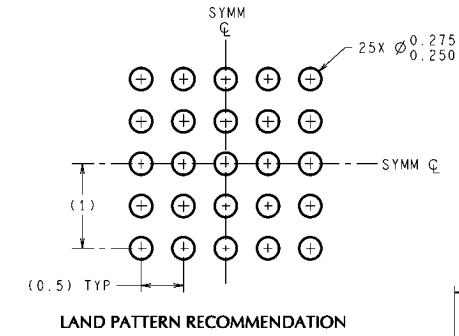 SYMM
℄
25X Ø 0.275
0.250
SYMM ℄
(1)
(0.5) TYP
LAND PATTERN RECOMMENDATION